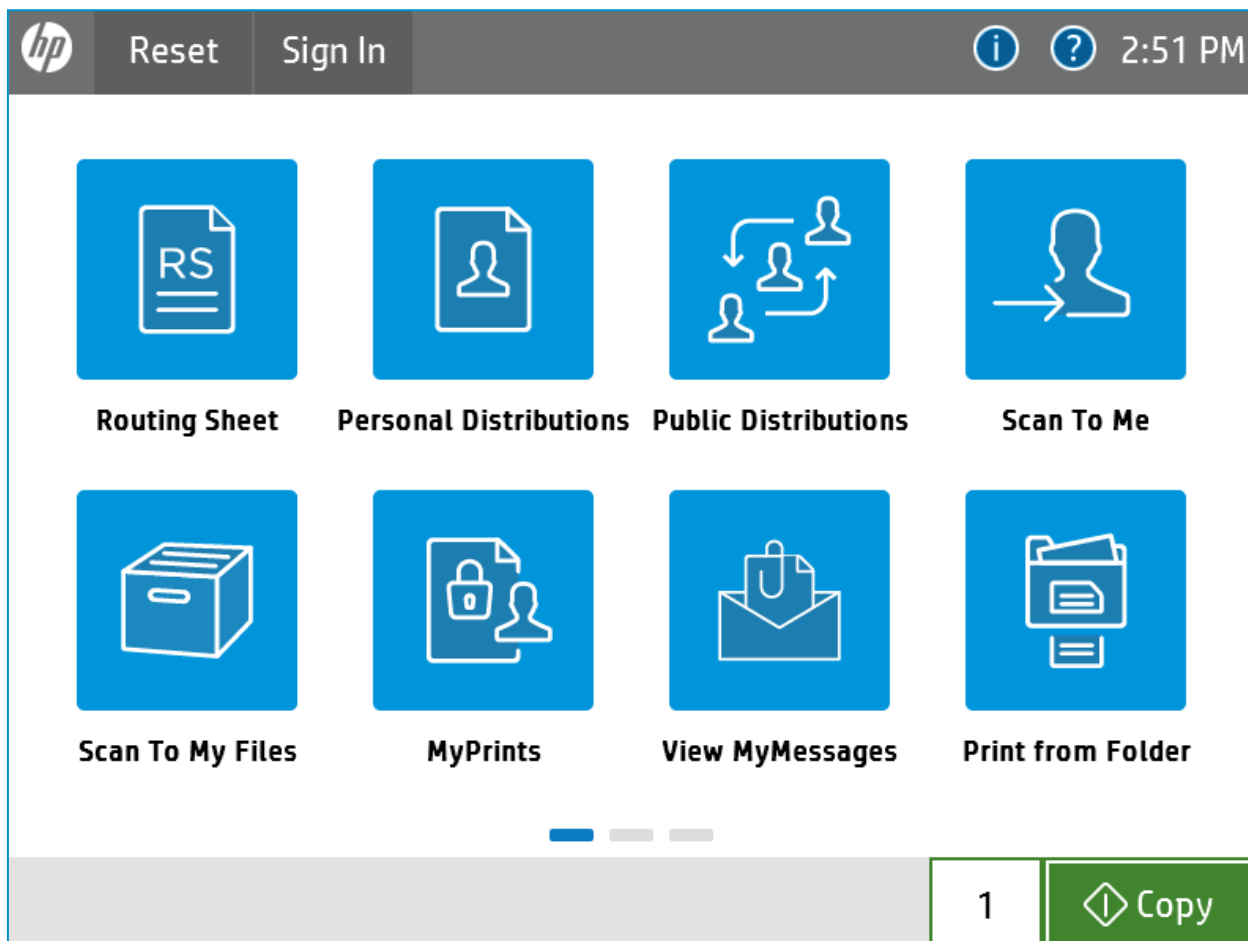 hp Reset Sign In i ? 2:51 PM
RS
Routing Sheet Personal Distributions Public Distributions Scan To Me
Scan To My Files MyPrints View MyMessages Print from Folder
1 Copy